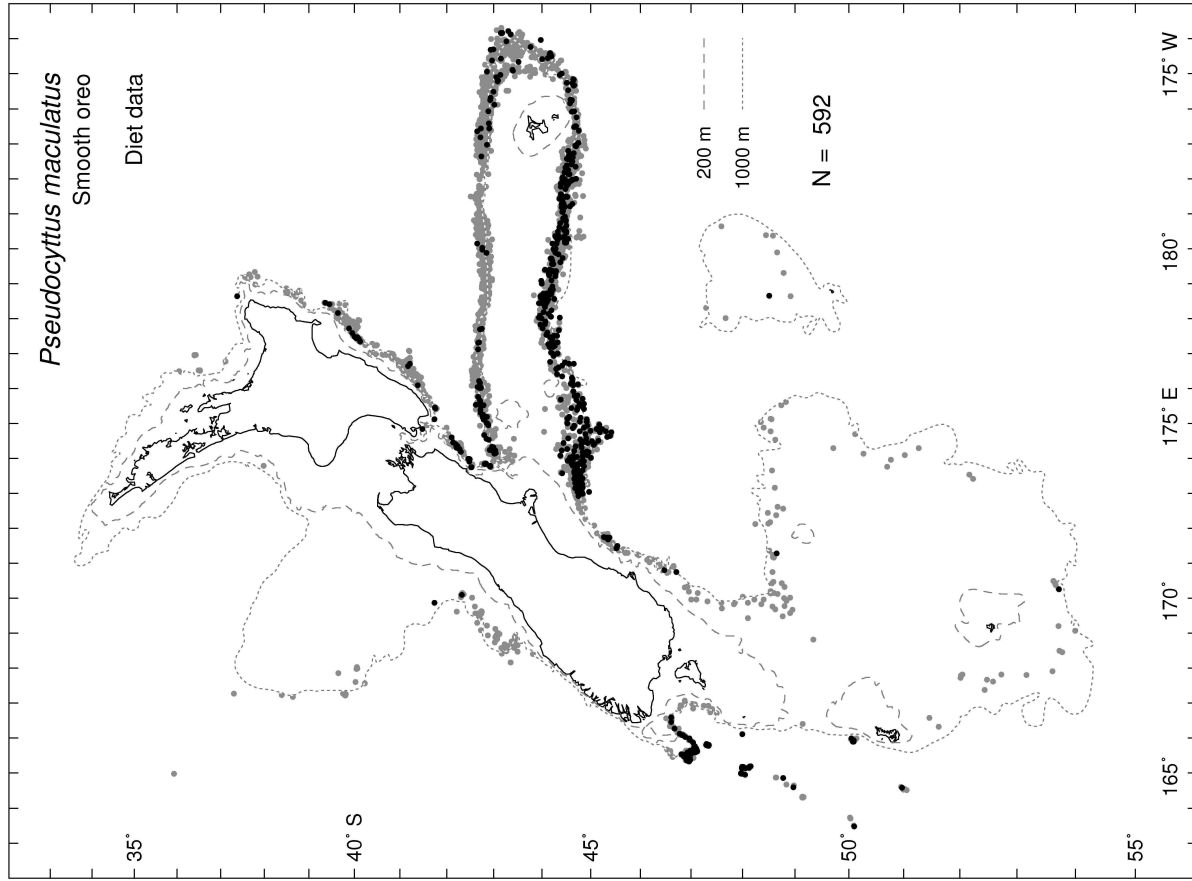 Pseudocyttus maculatus
Smooth oreo
Diet data
200 m
1000 m
N = 592
35°
40° S
45
50°
55°
165°
170°
175° E
180°
175° W